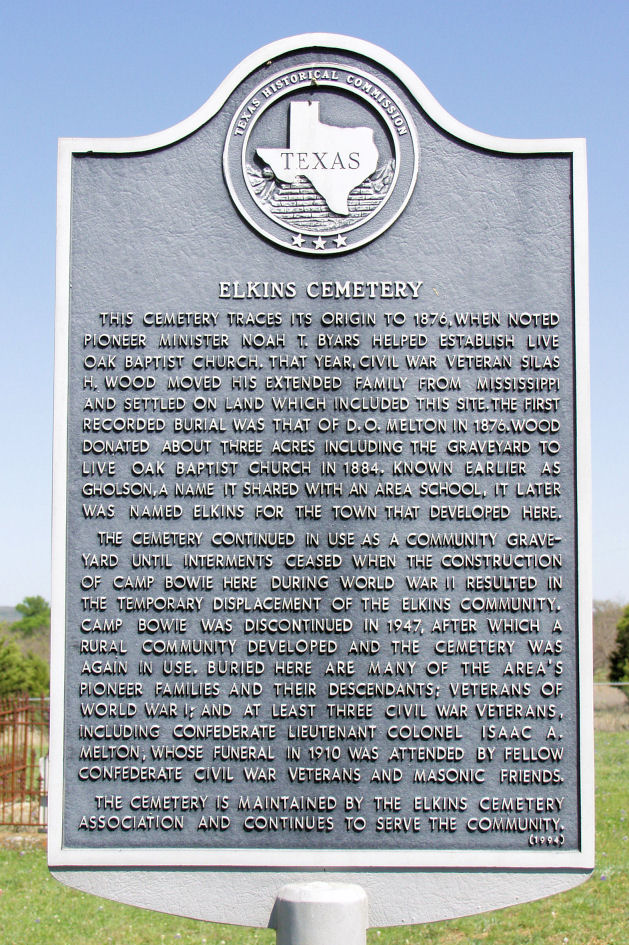 TEXAS HISTORICAL COMMISSION
TEXAS
ELKINS CEMETERY
THIS CEMETERY TRACES ITS ORIGIN TO 1876, WHEN NOTED
PIONEER MINISTER NOAH T. BYARS HELPED ESTABLISH LIVE
OAK BAPTIST CHURCH. THAT YEAR, CIVIL WAR VETERAN SILAS
H. WOOD MOVED HIS EXTENDED FAMILY FROM MISSISSIPPI
AND SETTLED ON LAND WHICH INCLUDED THIS SITE. THE FIRST
RECORDED BURIAL WAS THAT OF D. O. MELTON IN 1876. WOOD
DONATED ABOUT THREE ACRES INCLUDING THE GRAVEYARD TO
LIVE OAK BAPTIST CHURCH IN 1884. KNOWN EARLIER AS
GHOLSON, A NAME IT SHARED WITH AN AREA SCHOOL, IT LATER
WAS NAMED ELKINS FOR THE TOWN THAT DEVELOPED HERE.
THE CEMETERY CONTINUED IN USE AS A COMMUNITY GRAVE-
YARD UNTIL INTERMENTS CEASED WHEN THE CONSTRUCTION
OF CAMP BOWIE HERE DURING WORLD WAR II RESULTED IN
THE TEMPORARY DISPLACEMENT OF THE ELKINS COMMUNITY.
CAMP BOWIE WAS DISCONTINUED IN 1947, AFTER WHICH A
RURAL COMMUNITY DEVELOPED AND THE CEMETERY WAS
AGAIN IN USE. BURIED HERE ARE MANY OF THE AREA'S
PIONEER FAMILIES AND THEIR DESCENDANTS; VETERANS OF
WORLD WAR I; AND AT LEAST THREE CIVIL WAR VETERANS,
INCLUDING CONFEDERATE LIEUTENANT COLONEL ISAAC A.
MELTON, WHOSE FUNERAL IN 1910 WAS ATTENDED BY FELLOW
CONFEDERATE CIVIL WAR VETERANS AND MASONIC FRIENDS.
THE CEMETERY IS MAINTAINED BY THE ELKINS CEMETERY
ASSOCIATION AND CONTINUES TO SERVE THE COMMUNITY.
(1994)